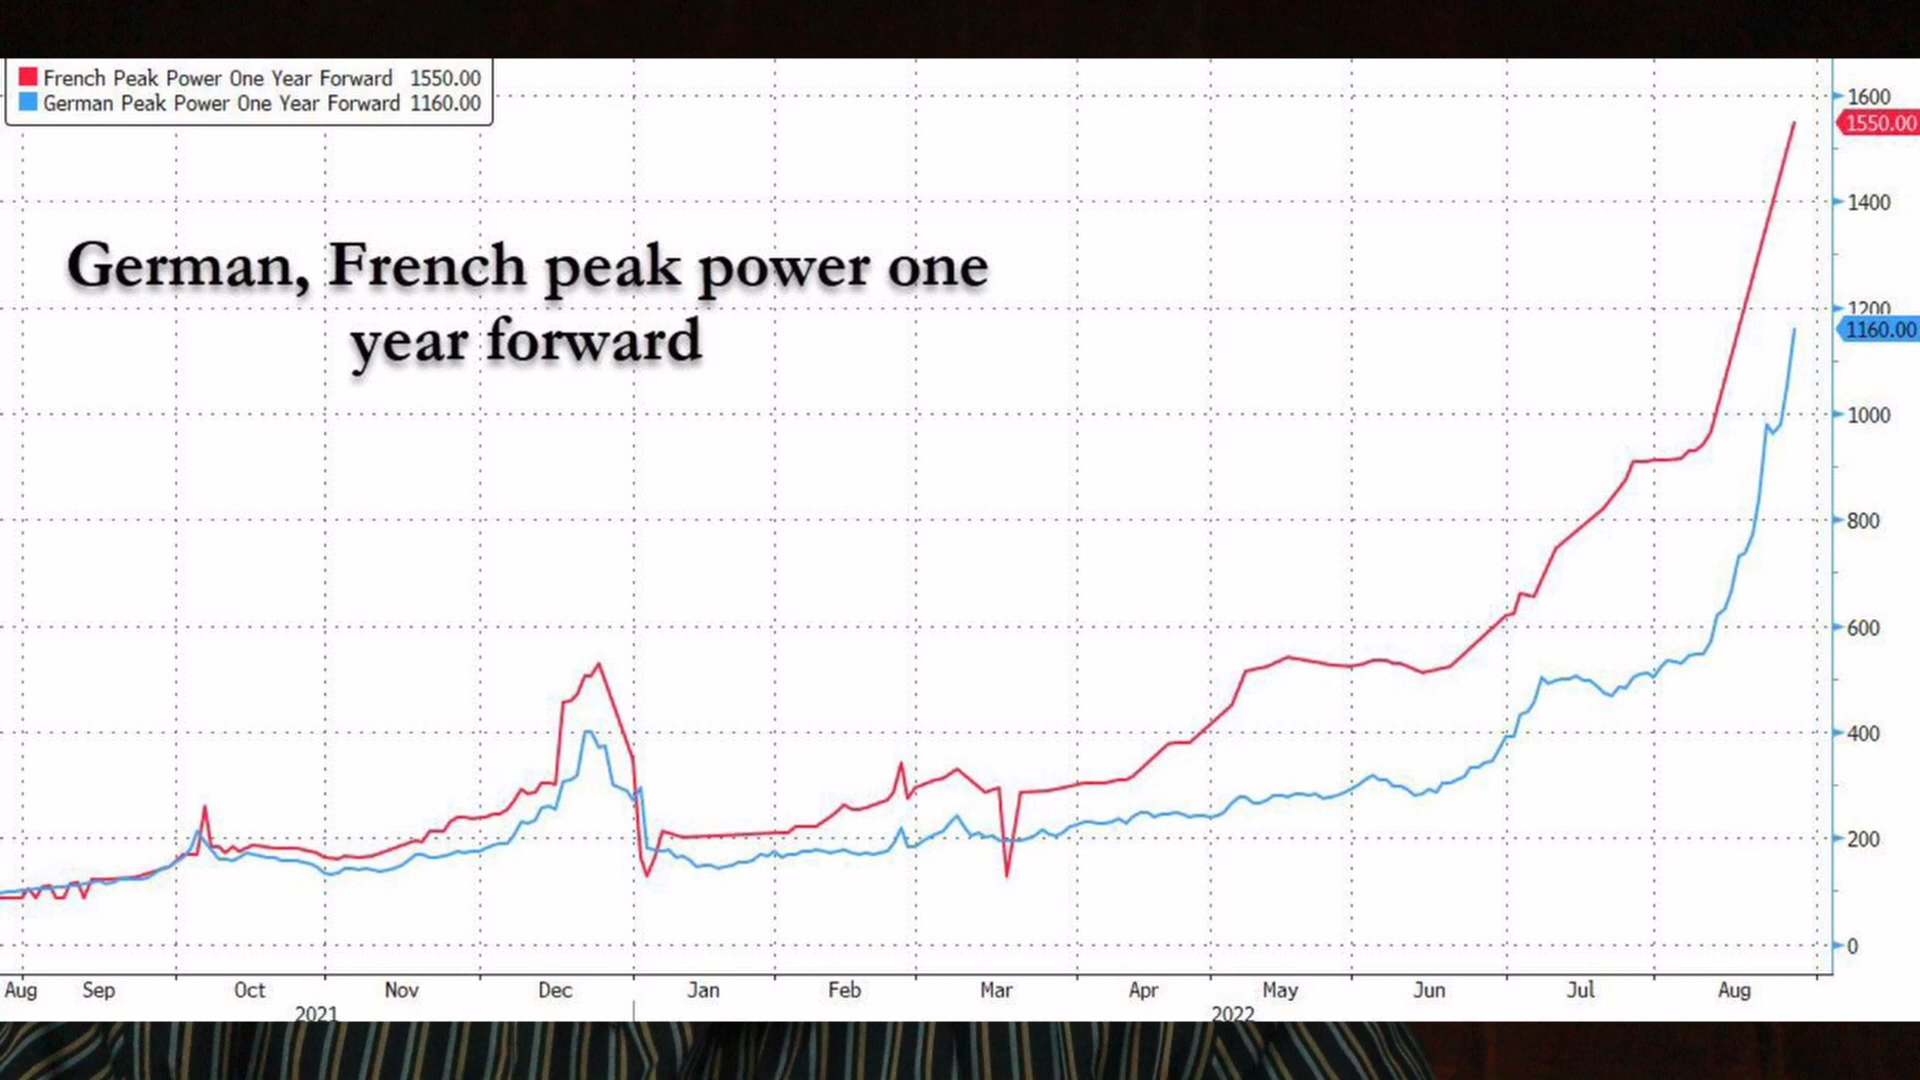 French Peak Power One Year Forward 1550.00
German Peak Power One Year Forward 1160.00
German, French peak power one
year forward
1600
1550.00
1400
1200
1160.00
1000
800
600
400
200
0
Aug Sep Oct Nov Dec Jan Feb Mar Apr May Jun Jul Aug
2021 2022